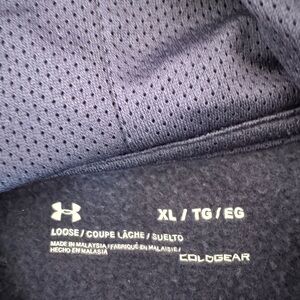 XL / TG / EG
LOOSE / COUPE LÂCHE / SUELTO
MADE IN MALAYSIA / FABRIQUÉ EN MALAISIE /
HECHO EN MALASIA
COLDGEAR